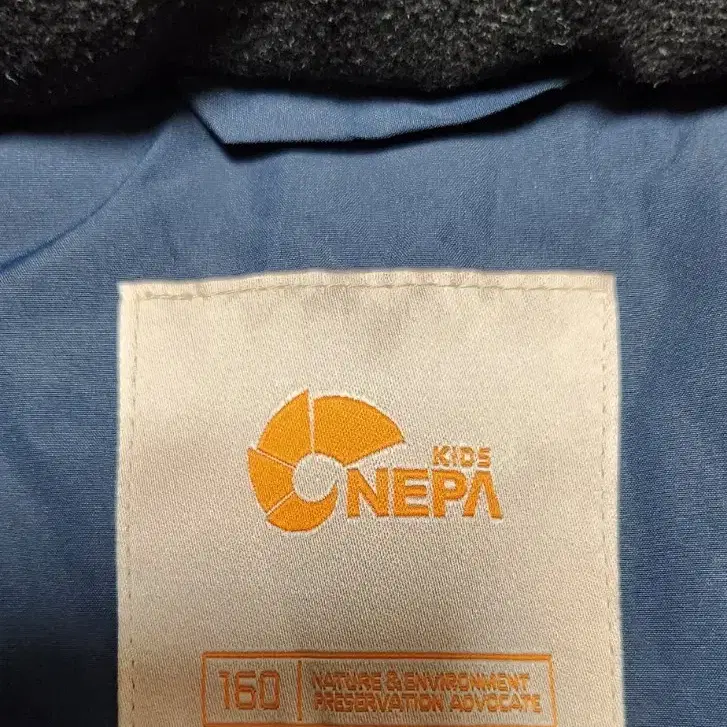 KIDS
NEPA
160
NATURE & ENVIRONMENT
PRESERVATION ADVOCATE